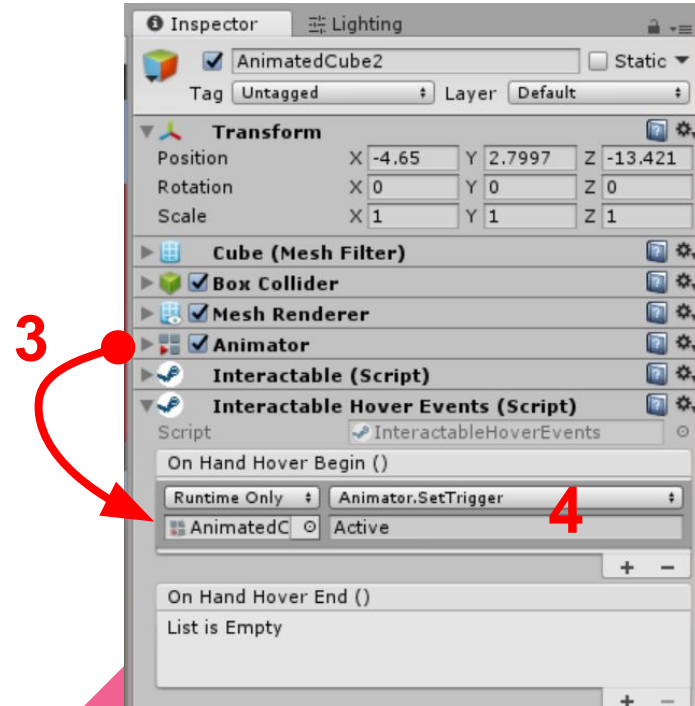 Inspector Lighting
AnimatedCube2 Static
Tag Untagged Layer Default
Transform
Position X -4.65 Y 2.7997 Z -13.421
Rotation X 0 Y 0 Z 0
Scale X 1 Y 1 Z 1
Cube (Mesh Filter)
Box Collider
Mesh Renderer
3
Animator
Interactable (Script)
Interactable Hover Events (Script)
Script InteractableHoverEvents
On Hand Hover Begin ()
Runtime Only Animator.SetTrigger 4
AnimatedC Active
+ −
On Hand Hover End ()
List is Empty
+ −